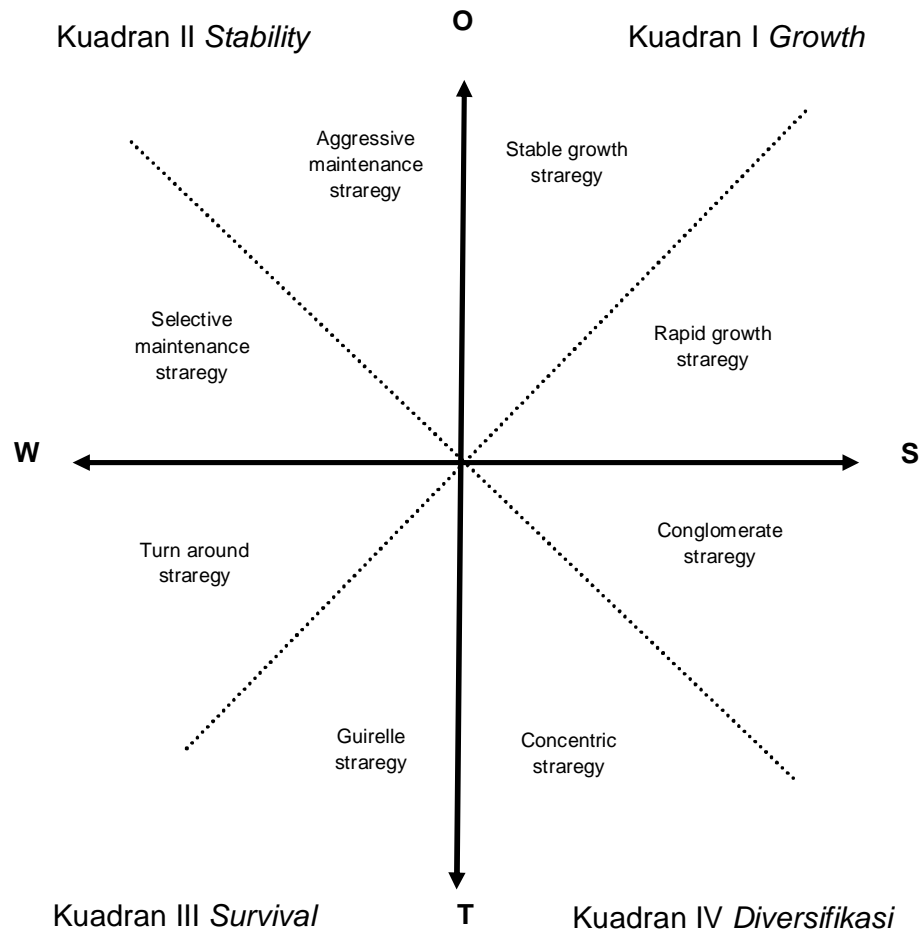 O
Kuadran II Stability
Kuadran I Growth
Aggressive
maintenance
straregy
Stable growth
straregy
Selective
maintenance
straregy
Rapid growth
straregy
W
S
Turn around
straregy
Conglomerate
straregy
Guirelle
straregy
Concentric
straregy
Kuadran III Survival
T
Kuadran IV Diversifikasi